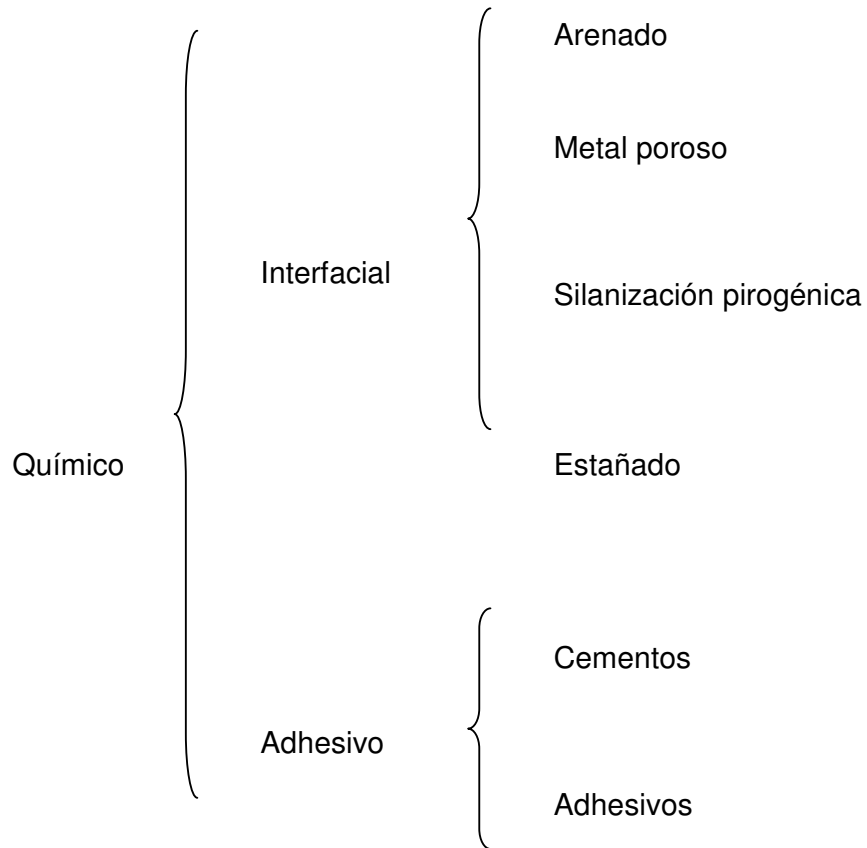 Arenado
Metal poroso
Interfacial
Silanización pirogénica
Químico
Estañado
Cementos
Adhesivo
Adhesivos